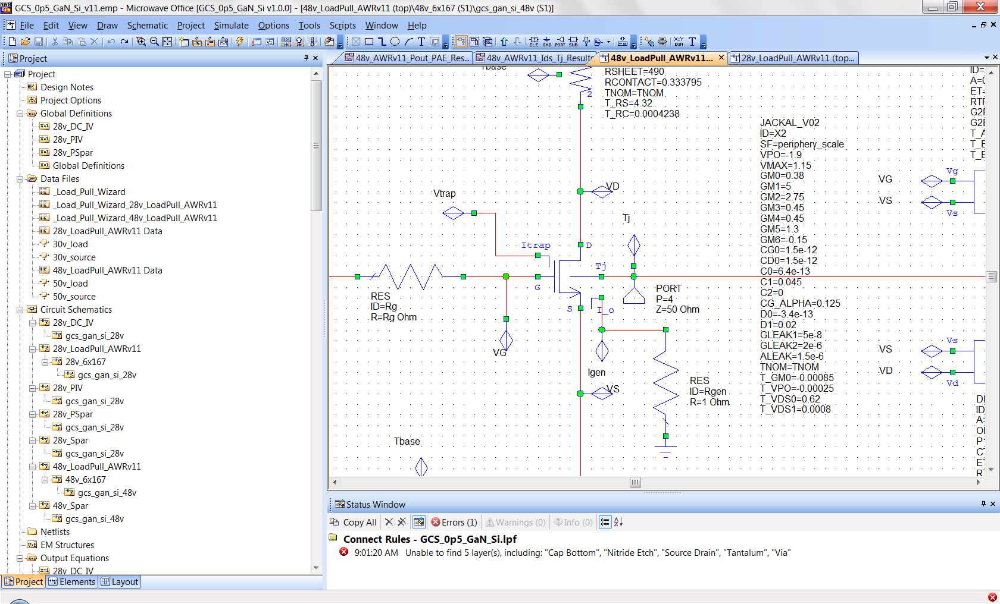 GCS_0p5_GaN_Si_v11.emp - Microwave Office [GCS_0p5_GaN_Si v1.0.0] - [48v_LoadPull_AWRv11 (top)\48v_6x167 (S1)\gcs_gan_si_48v (S1)]
File Edit View Draw Schematic Project Simulate Options Tools Scripts Window Help
Project
Project
Design Notes
Project Options
Global Definitions
28v_DC_IV
28v_PIV
28v_PSpar
Global Definitions
Data Files
_Load_Pull_Wizard
_Load_Pull_Wizard_28v_LoadPull_AWRv11
_Load_Pull_Wizard_48v_LoadPull_AWRv11
28v_LoadPull_AWRv11 Data
30v_load
30v_source
48v_LoadPull_AWRv11 Data
50v_load
50v_source
Circuit Schematics
28v_DC_IV
gcs_gan_si_28v
28v_LoadPull_AWRv11
28v_6x167
gcs_gan_si_28v
28v_PIV
gcs_gan_si_28v
28v_PSpar
gcs_gan_si_28v
28v_Spar
gcs_gan_si_28v
48v_LoadPull_AWRv11
48v_6x167
gcs_gan_si_48v
48v_Spar
gcs_gan_si_48v
Netlists
EM Structures
Output Equations
28v_DC_IV
Project Elements Layout
48v_AWRv11_Pout_PAE_Res... 48v_AWRv11_Ids_Tj_Results 48v_LoadPull_AWRv11... 28v_LoadPull_AWRv11 (top...
Tbase
2
RSHEET=490
RCONTACT=0.333795
TNOM=TNOM
T_RS=4.32
T_RC=0.0004238
VD
Vtrap
Itrap
D
Tj
Tj
G
S
I_o
RES
ID=Rg
R=Rg Ohm
VG
PORT
P=4
Z=50 Ohm
Igen
VS
RES
ID=Rgen
R=1 Ohm
Tbase
JACKAL_V02
ID=X2
SF=periphery_scale
VPO=-1.9
VMAX=1.15
GM0=0.38
GM1=5
GM2=2.75
GM3=0.45
GM4=0.45
GM5=1.3
GM6=-0.15
CG0=1.5e-12
CD0=1.5e-12
C0=6.4e-13
C1=0.045
C2=0
CG_ALPHA=0.125
D0=-3.4e-13
D1=0.02
GLEAK1=5e-8
GLEAK2=2e-6
ALEAK=1.5e-6
TNOM=TNOM
T_GM0=-0.00085
T_VPO=-0.00025
T_VDS0=0.62
T_VDS1=0.0008
VG Vg
VS Vs
VS Vs
VD Vd
ID=
A=
ET=
T_A
Status Window
Copy All Errors (1) Warnings (0) Info (0)
Connect Rules - GCS_0p5_GaN_Si.lpf
9:01:20 AM Unable to find 5 layer(s), including: "Cap Bottom", "Nitride Etch", "Source Drain", "Tantalum", "Via"